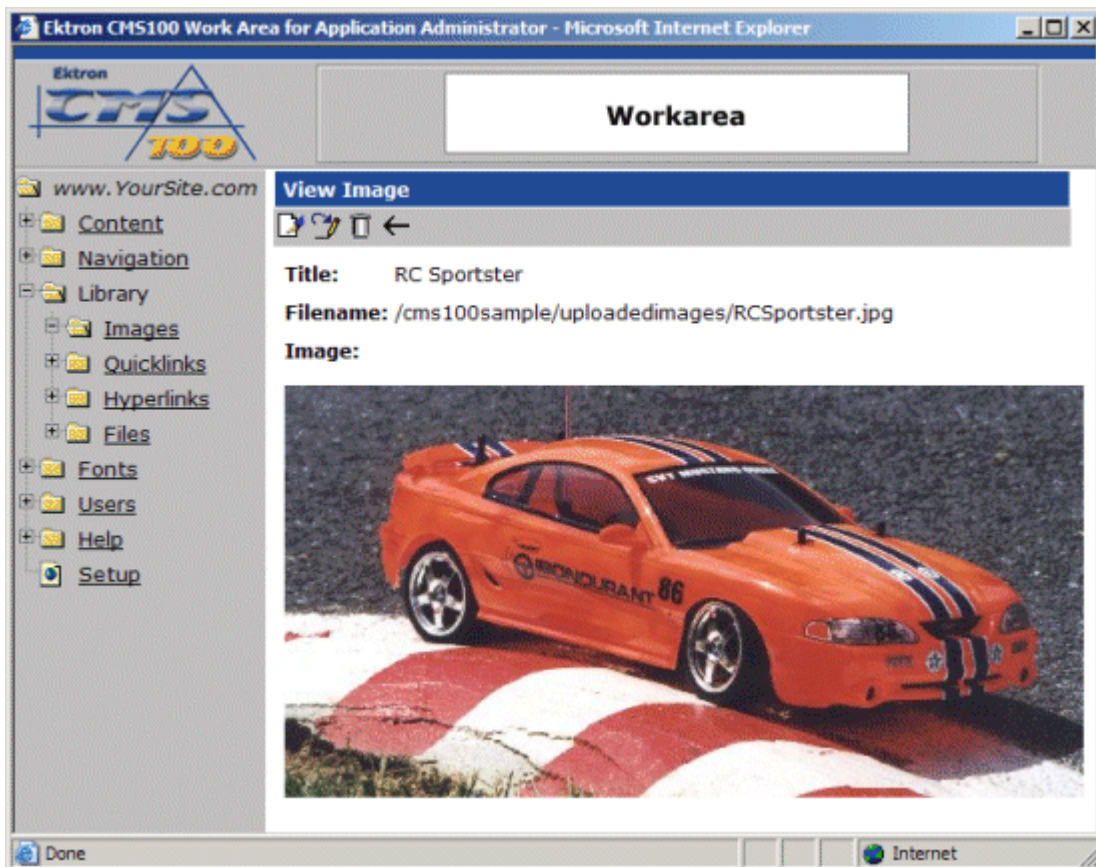 Ektron CMS100 Work Area for Application Administrator - Microsoft Internet Explorer
Ektron
CMS
100
Workarea
www.YourSite.com
Content
Navigation
Library
Images
Quicklinks
Hyperlinks
Files
Fonts
Users
Help
Setup
View Image
Title: RC Sportster
Filename: /cms100sample/uploadedimages/RCSportster.jpg
Image:
SVT MUSTANG
BONDURANT 86
Done
Internet